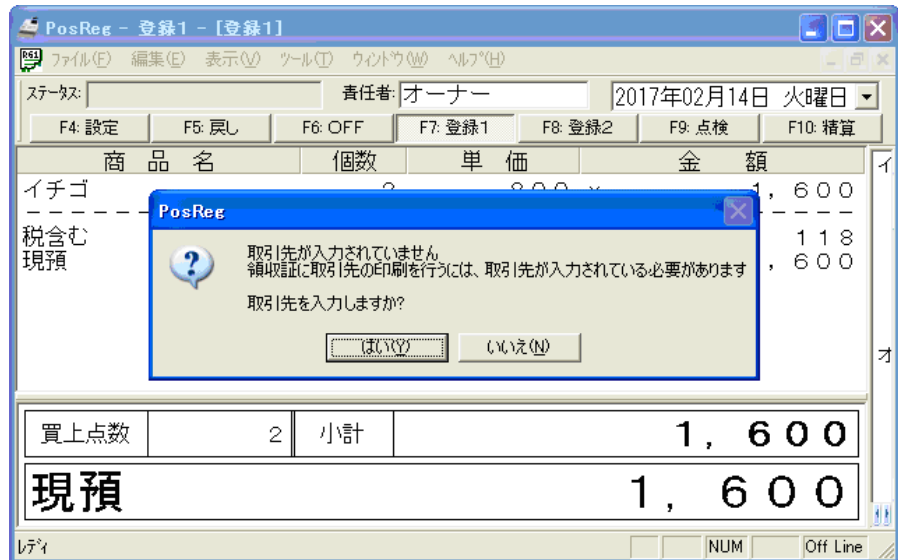 PosReg - 登録1 - [登録1]
R61 ファイル(F) 編集(E) 表示(V) ツール(T) ウィンドウ(W) ヘルプ(H)
ステータス: 責任者: オーナー 2017年02月14日 火曜日
F4: 設定 F5: 戻し F6: OFF F7: 登録1 F8: 登録2 F9: 点検 F10: 精算
商 品 名 個数 単 価 金 額 イ
イチゴ 1,600
税含む 118
現預 ,600
PosReg
取引先が入力されていません
領収証に取引先の印刷を行うには、取引先が入力されている必要があります
取引先を入力しますか?
はい(Y) いいえ(N)
オ
買上点数 2 小計 1,600
現預 1,600
レディ NUM Off Line